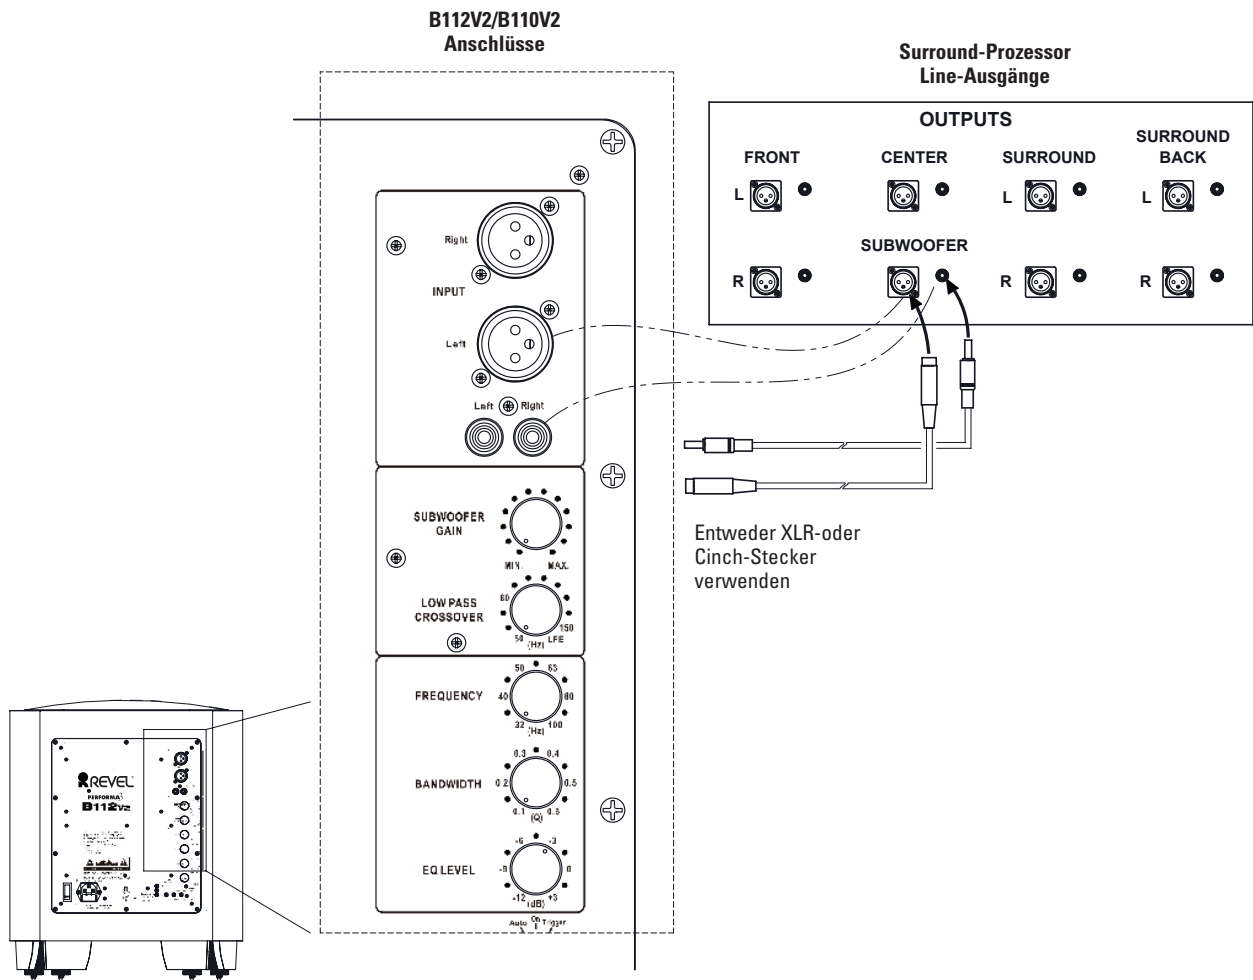 B112V2/B110V2
Anschlüsse
Surround-Prozessor
Line-Ausgänge
OUTPUTS
FRONT
CENTER
SURROUND
SURROUND
BACK
L
L
L
SUBWOOFER
R
R
R
Right
INPUT
Left
Left
Right
SUBWOOFER
GAIN
MIN.
MAX.
LOW PASS
CROSSOVER
80
150
50
(Hz)
LFE
FREQUENCY
50
63
40
80
32
(Hz)
100
BANDWIDTH
0.3
0.4
0.2
0.5
0.1
(Q)
0.6
EQ LEVEL
-6
-3
-9
0
-12
(dB)
+3
Auto
On
Trigger
Entweder XLR-oder
Cinch-Stecker
verwenden
REVEL
PERFORMA
B112V2